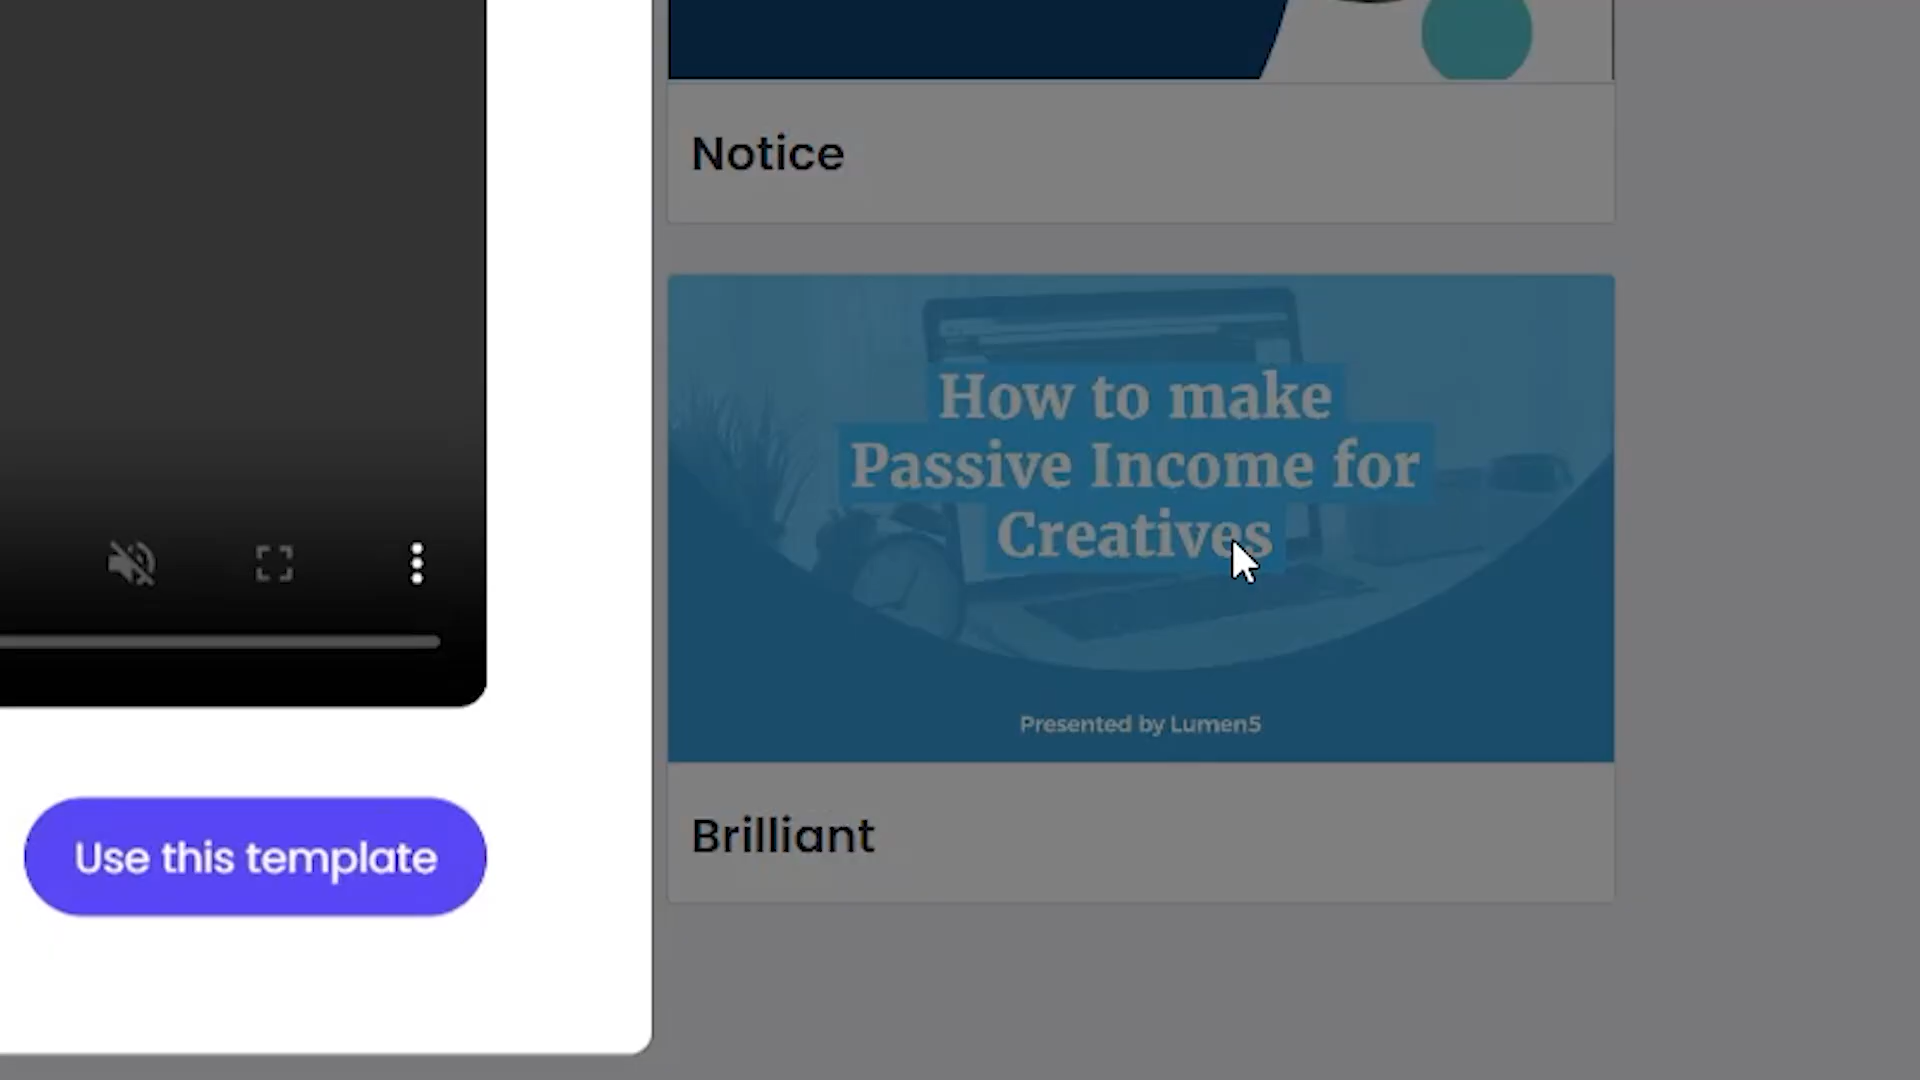 Notice
How to make
Passive Income for
Creatives
Presented by Lumen5
Brilliant
Use this template